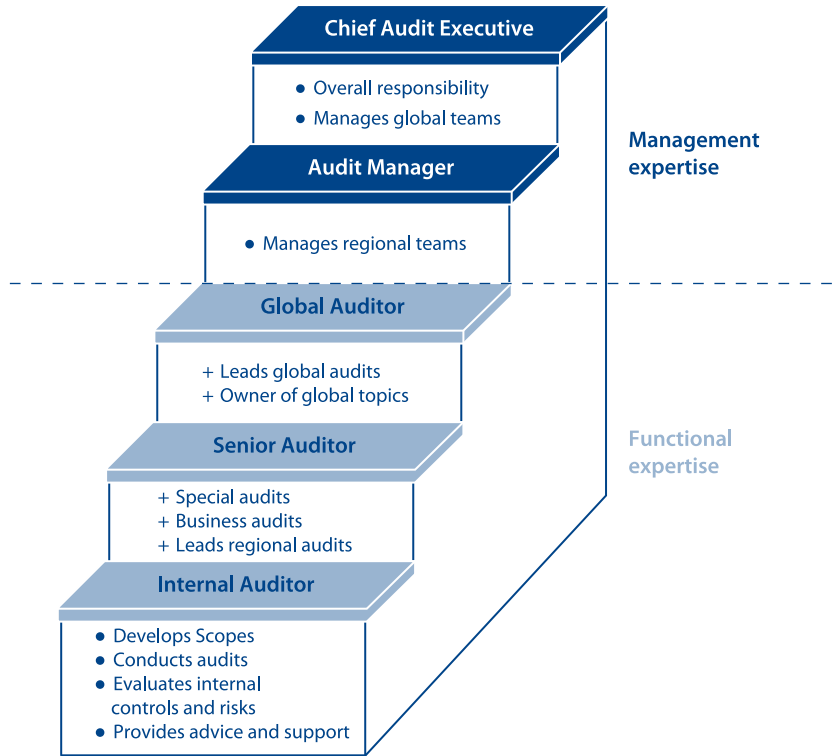 Chief Audit Executive
● Overall responsibility
● Manages global teams
Management
expertise
Audit Manager
● Manages regional teams
Global Auditor
+ Leads global audits
+ Owner of global topics
Functional
expertise
Senior Auditor
+ Special audits
+ Business audits
+ Leads regional audits
Internal Auditor
● Develops Scopes
● Conducts audits
● Evaluates internal
controls and risks
● Provides advice and support